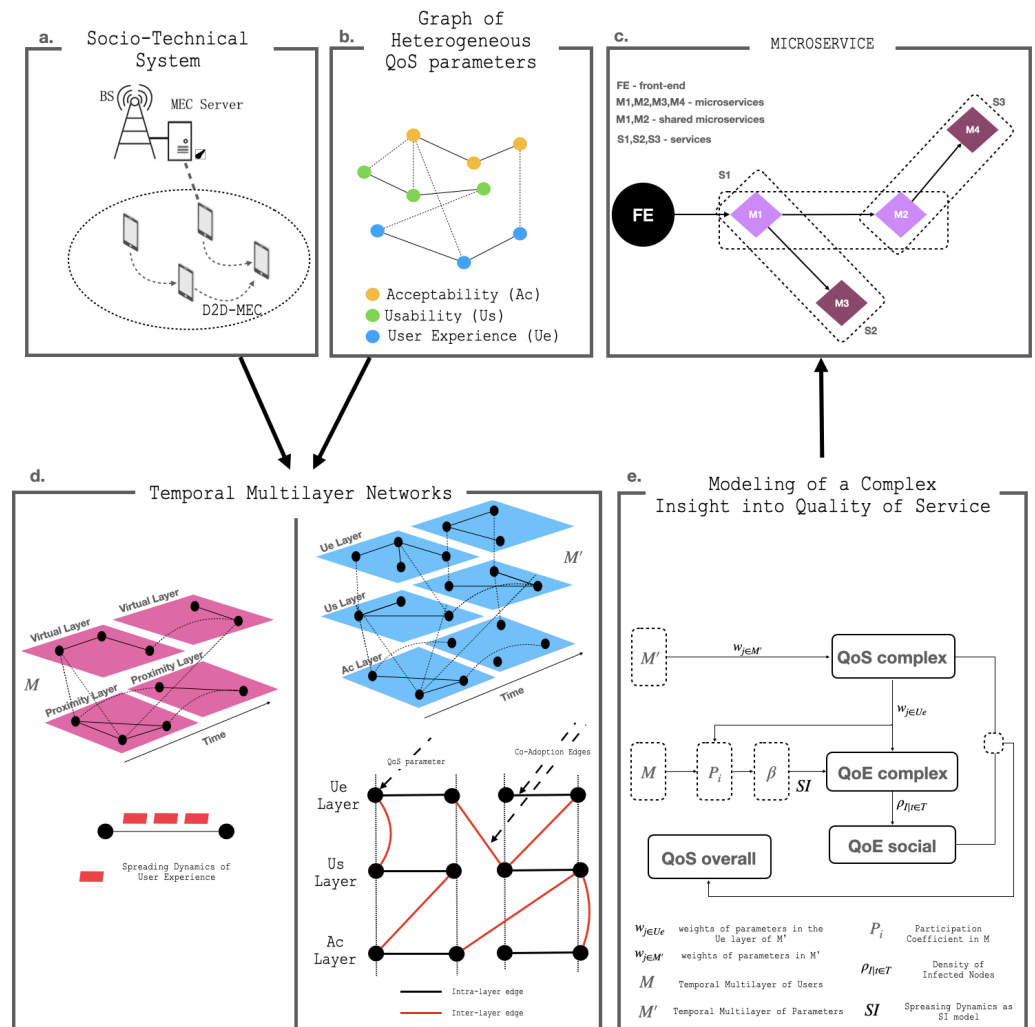 a.
Socio-Technical
System
BS
MEC Server
D2D-MEC
b.
Graph of
Heterogeneous
QoS parameters
Acceptability (Ac)
Usability (Us)
User Experience (Ue)
c.
MICROSERVICE
FE - front-end
M1,M2,M3,M4 - microservices
M1,M2 - shared microservices
S1,S2,S3 - services
S3
M4
S1
FE
M1
M2
M3
S2
d.
Temporal Multilayer Networks
Virtual Layer
Virtual Layer
M
Proximity Layer
Proximity Layer
Time
Spreading Dynamics of
User Experience
Ue Layer
M'
Us Layer
Ac Layer
Time
QoS parameter
Co-Adoption Edges
Ue
Layer
Us
Layer
Ac
Layer
Intra-layer edge
Inter-layer edge
e.
Modeling of a Complex
Insight into Quality of Service
M'
w_{j∈M'}
QoS complex
w_{j∈Ue}
M
P_i
β
SI
QoE complex
ρ_{I|t∈T}
QoE social
QoS overall
w_{j∈Ue} weights of parameters in the
Ue layer of M'
w_{j∈M'} weights of parameters in M'
M Temporal Multilayer of Users
M' Temporal Multilayer of Parameters
P_i Participation
Coefficient in M
ρ_{I|t∈T} Density of
Infected Nodes
SI Spreasing Dynamics as
SI model